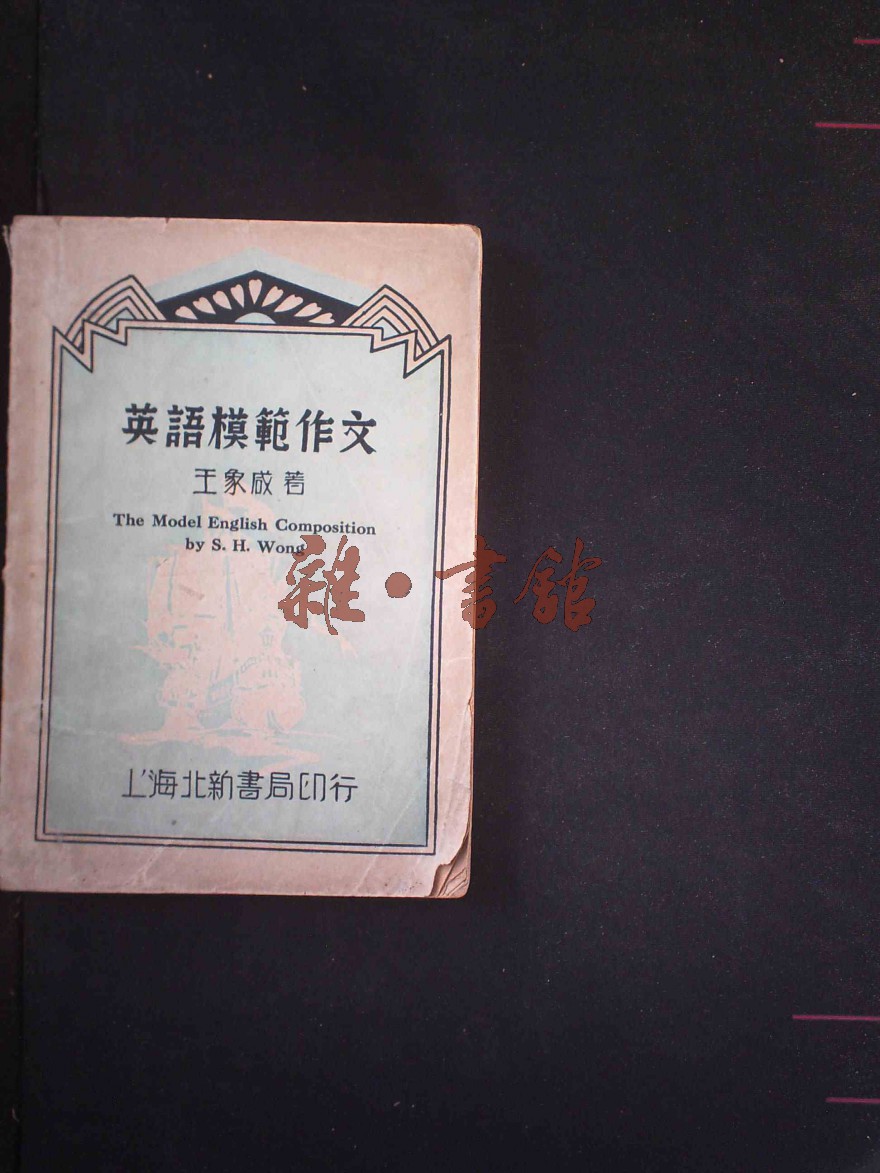 英語模範作文
王象咸著
The Model English Composition
by S. H. Wong
雜·書館
上海北新書局印行